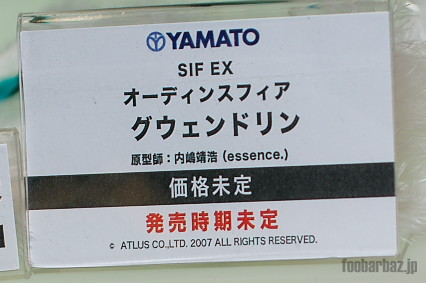 YAMATO
SIF EX
オーディンスフィア
グウェンドリン
原型師：内嶋靖浩 (essence.)
価格未定
発売時期未定
© ATLUS CO.,LTD. 2007 ALL RIGHTS RESERVED.
foobarbaz.jp